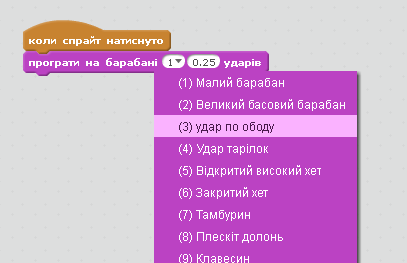 коли спрайт натиснуто
програти на барабані 1 0.25 ударів
(1) Малий барабан
(2) Великий басовий барабан
(3) удар по ободу
(4) Удар тарілок
(5) Відкритий високий хет
(6) Закритий хет
(7) Тамбурин
(8) Плескіт долонь
(9) Клавесин